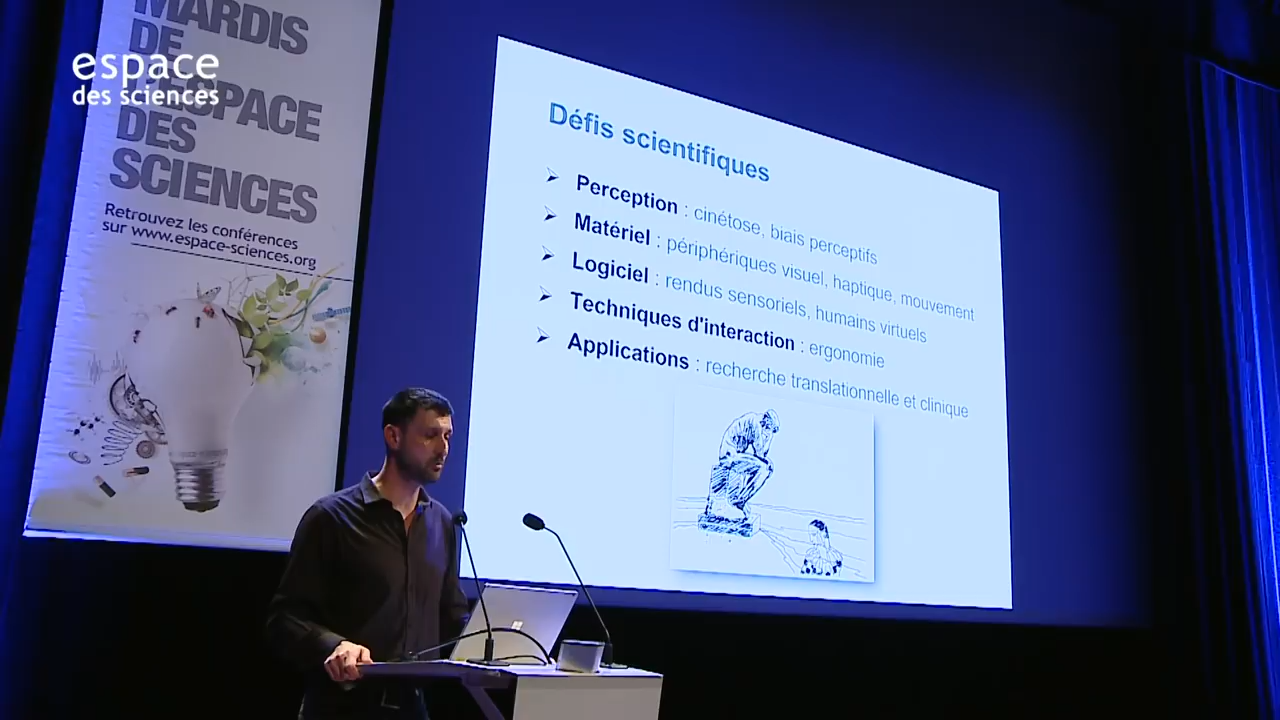 MARDIS
DE
L'ESPACE
DES
SCIENCES
Retrouvez les conférences
sur www.espace-sciences.org
espace
des sciences
Défis scientifiques
➢ Perception : cinétose, biais perceptifs
➢ Matériel : périphériques visuel, haptique, mouvement
➢ Logiciel : rendus sensoriels, humains virtuels
➢ Techniques d'interaction : ergonomie
➢ Applications : recherche translationnelle et clinique